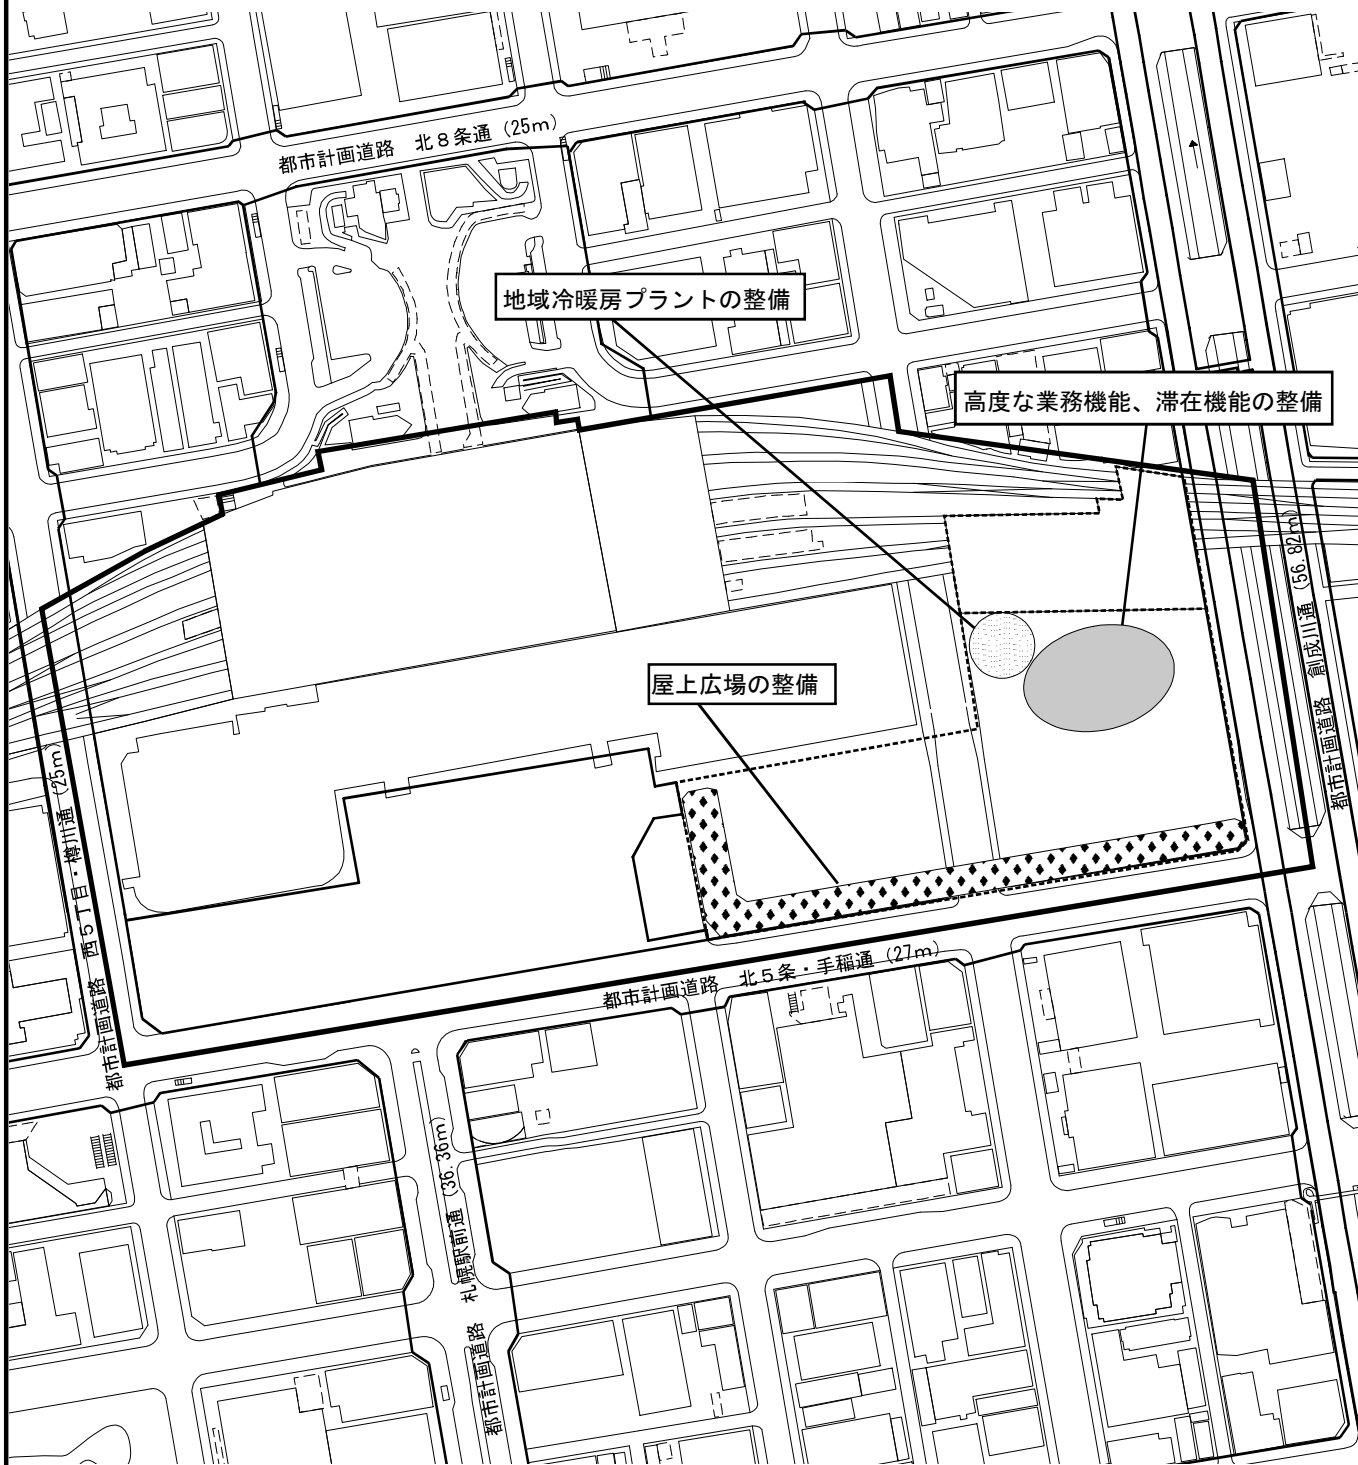 都市計画道路　北８条通（25m）
地域冷暖房プラントの整備
高度な業務機能、滞在機能の整備
屋上広場の整備
都市計画道路　創成川通（56.82m）
都市計画道路　西５丁目・樽川通（25m）
都市計画道路　北５条・手稲通（27m）
都市計画道路　札幌駅前通（36.36m）